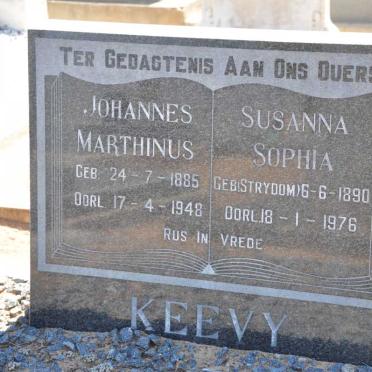 TER GEDAGTENIS AAN ONS OUERS
JOHANNES
MARTHINUS
GEB. 24-7-1885
OORL. 17-4-1948
SUSANNA
SOPHIA
GEB(STRYDOM)6-6-1890
OORL.18-1-1976
RUS IN VREDE
KEEVY